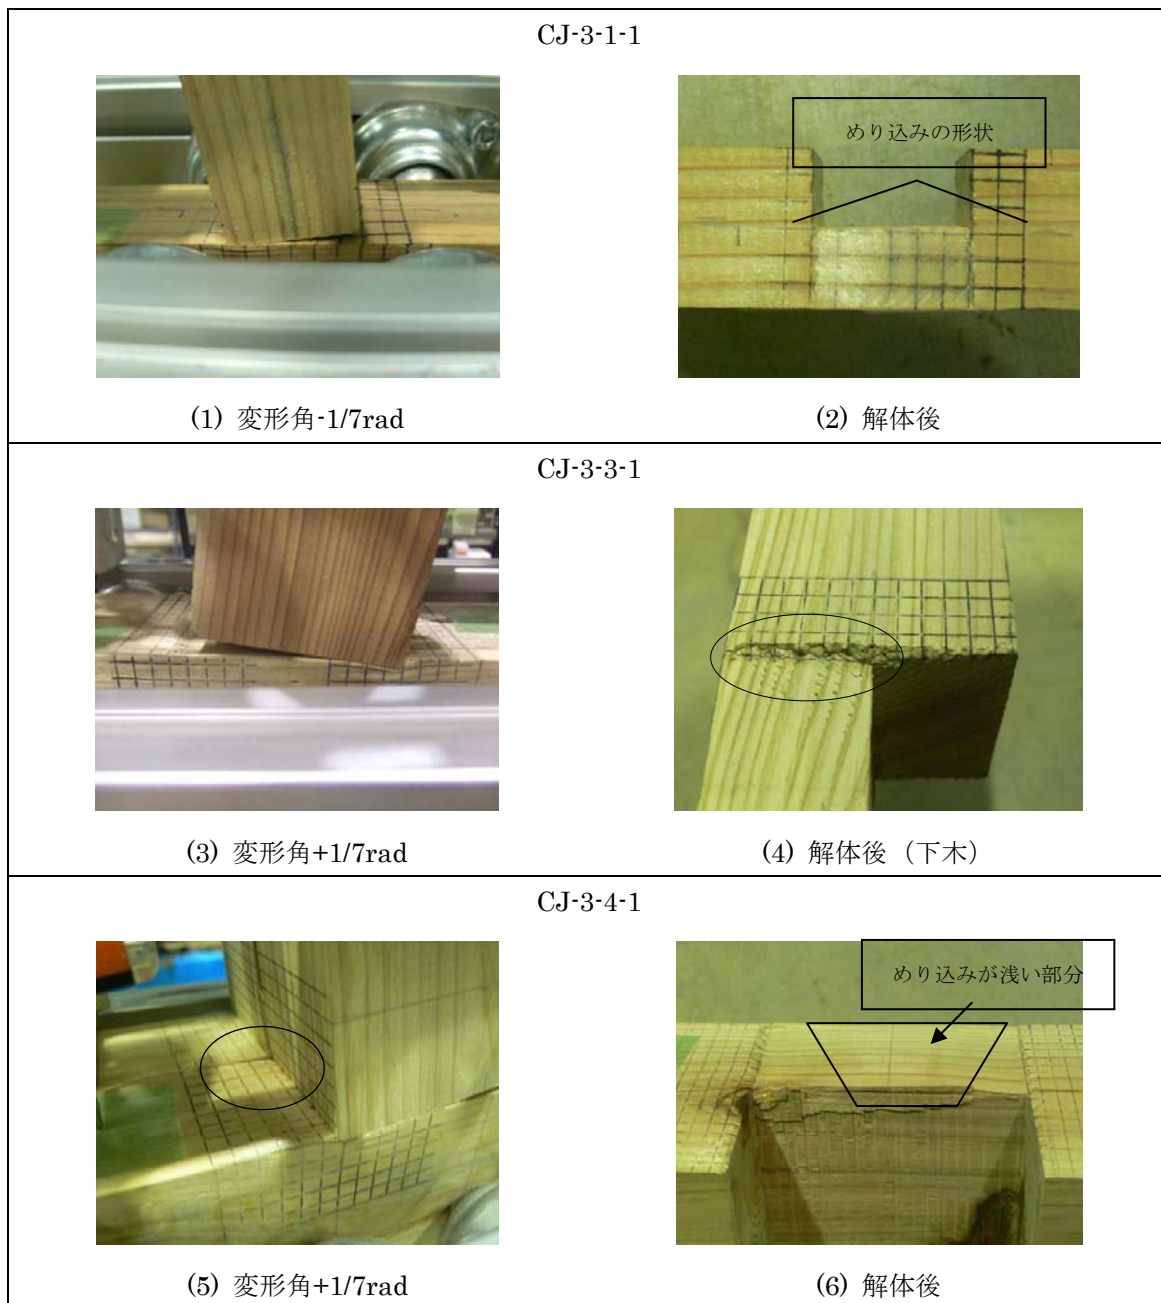 CJ-3-1-1
めり込みの形状
(1) 変形角-1/7rad
(2) 解体後
CJ-3-3-1
(3) 変形角+1/7rad
(4) 解体後（下木）
CJ-3-4-1
めり込みが浅い部分
(5) 変形角+1/7rad
(6) 解体後